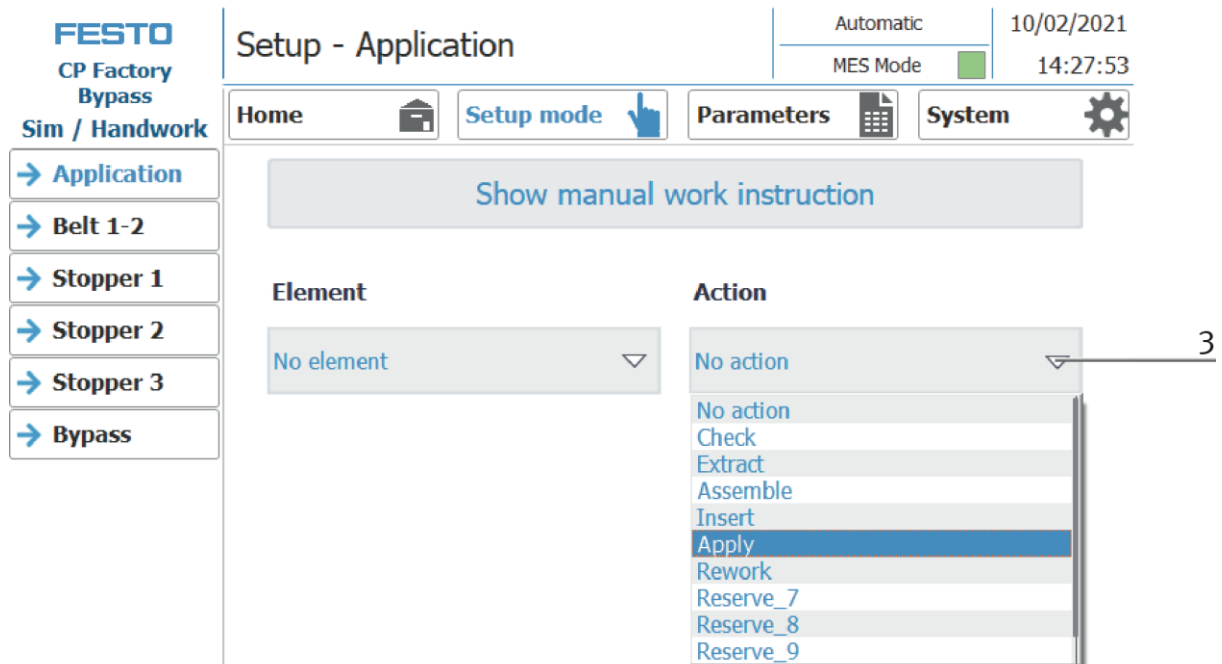 FESTO
CP Factory
Bypass
Sim / Handwork
Setup - Application
Automatic
MES Mode
10/02/2021
14:27:53
Home
Setup mode
Parameters
System
Application
Belt 1-2
Stopper 1
Stopper 2
Stopper 3
Bypass
Show manual work instruction
Element
Action
No element
No action
3
No action
Check
Extract
Assemble
Insert
Apply
Rework
Reserve_7
Reserve_8
Reserve_9